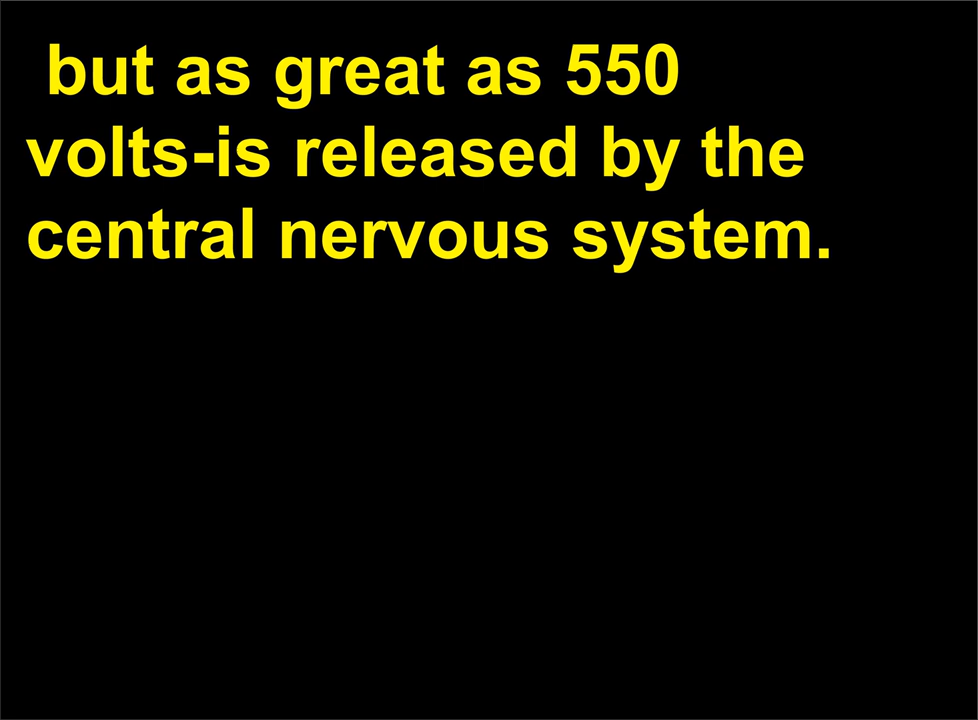 but as great as 550
volts-is released by the
central nervous system.